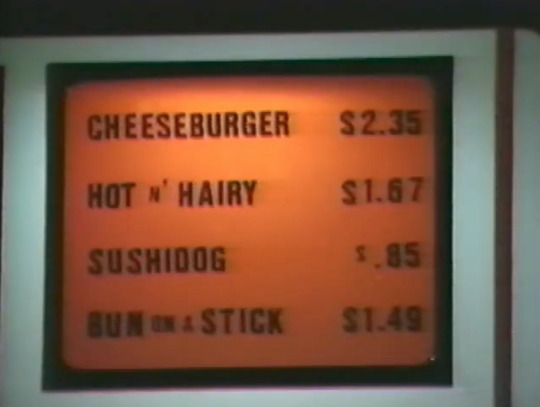 CHEESEBURGER $2.35
HOT N' HAIRY $1.67
SUSHIDOG $.85
BUN ON A STICK $1.49